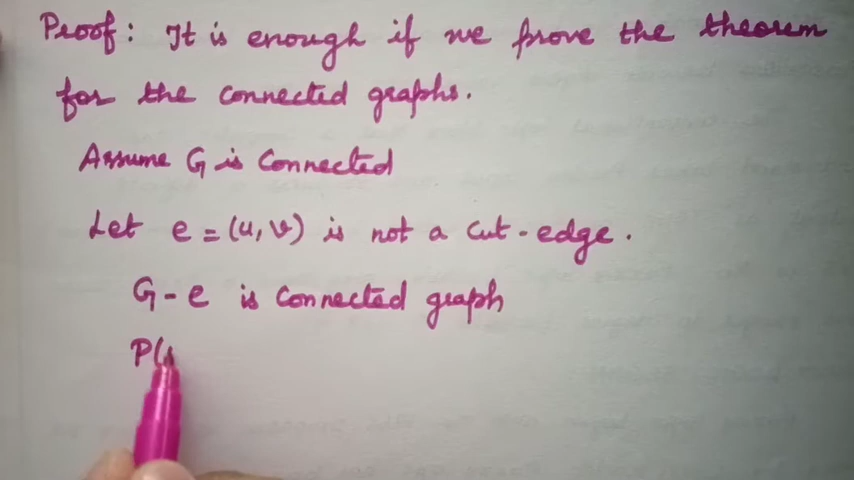 Proof: It is enough if we prove the theorem
for the connected graphs.
Assume G is Connected
Let e = (u, v) is not a cut-edge.
G - e is connected graph
P(